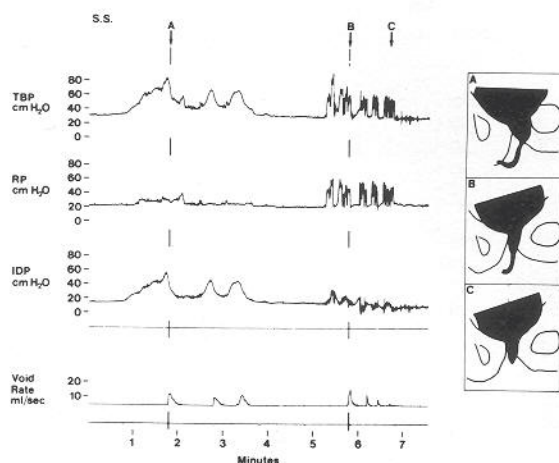 S.S.
A B C
TBP
cm H₂O
80
60
40
20
0
RP
cm H₂O
80
60
40
20
0
IDP
cm H₂O
80
60
40
20
0
Void
Rate
ml/sec
20
10
1 2 3 4 5 6 7
Minutes
A
B
C